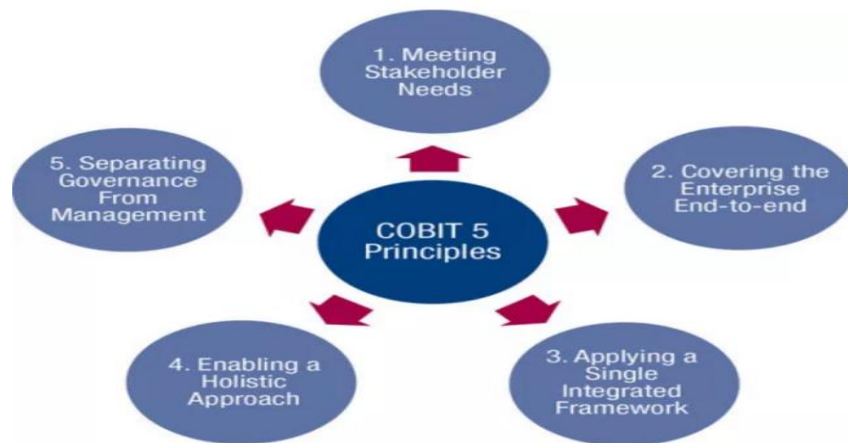 1. Meeting
Stakeholder
Needs
5. Separating
Governance
From
Management
2. Covering the
Enterprise
End-to-end
COBIT 5
Principles
4. Enabling a
Holistic
Approach
3. Applying a
Single
Integrated
Framework